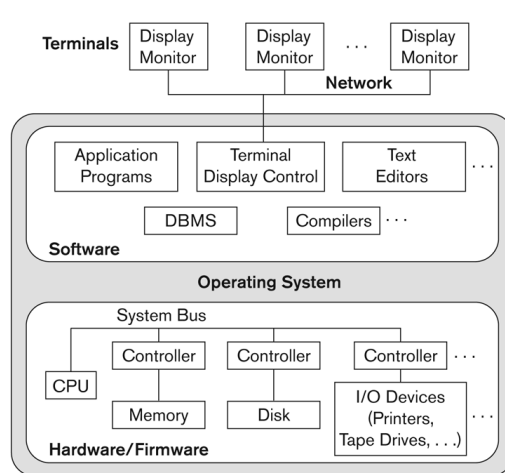 Terminals
Display
Monitor
Display
Monitor
. . .
Display
Monitor
Network
Application
Programs
Terminal
Display Control
Text
Editors
. . .
DBMS
Compilers
. . .
Software
Operating System
System Bus
CPU
Controller
Controller
Controller
. . .
Memory
Disk
I/O Devices
(Printers,
Tape Drives, . . .)
. . .
Hardware/Firmware